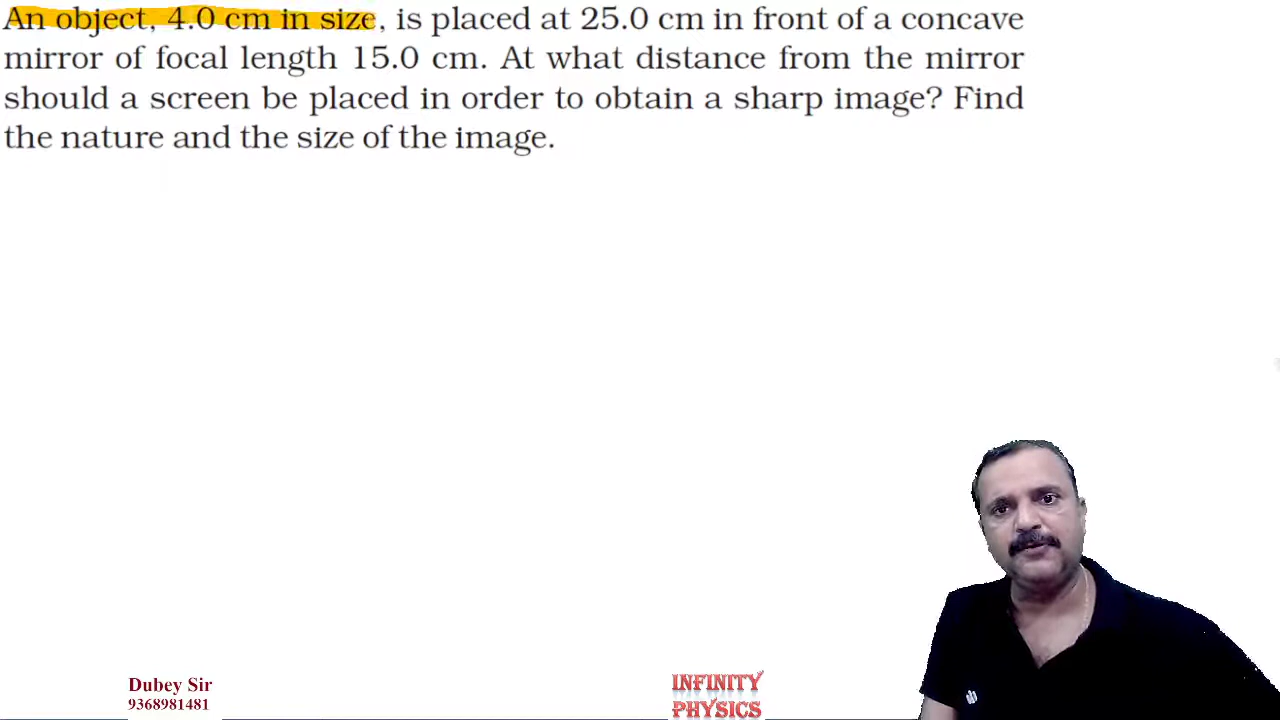 An object, 4.0 cm in size, is placed at 25.0 cm in front of a concave
mirror of focal length 15.0 cm. At what distance from the mirror
should a screen be placed in order to obtain a sharp image? Find
the nature and the size of the image.
Dubey Sir
9368981481
INFINITY
PHYSICS